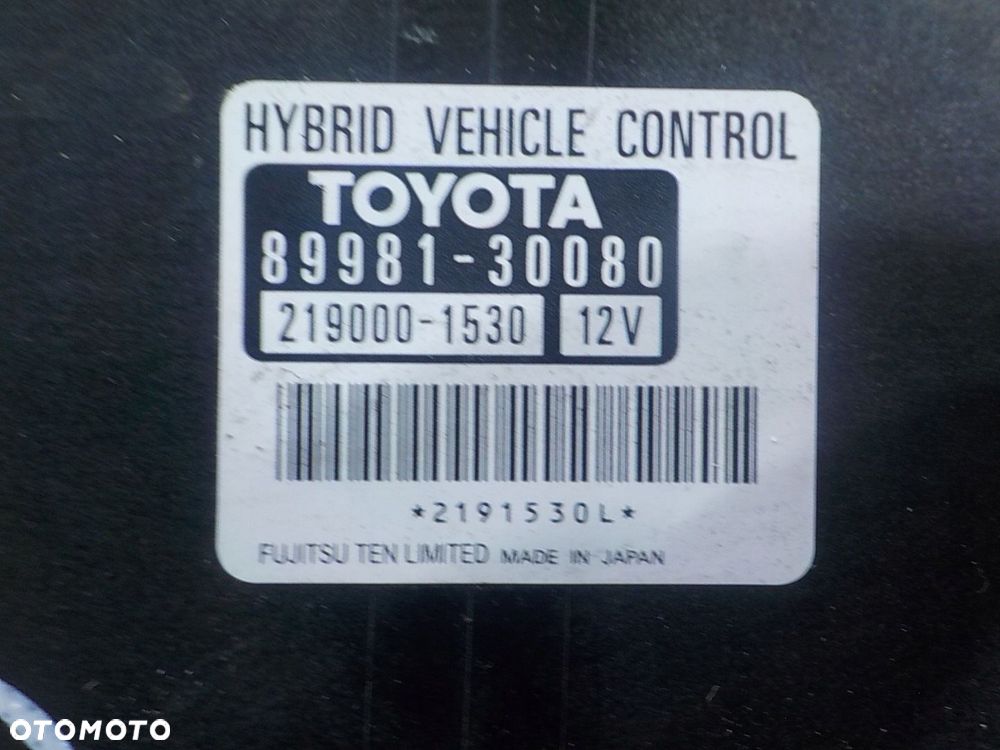 HYBRID VEHICLE CONTROL
TOYOTA
89981-30080
219000-1530 12V
*2191530L*
FUJITSU TEN LIMITED MADE IN JAPAN
OTOMOTO